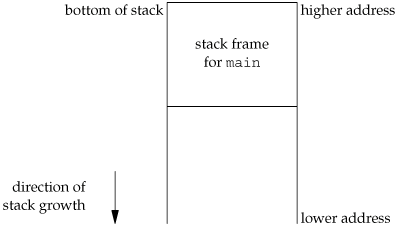 bottom of stack
higher address
stack frame
for main
direction of
stack growth
lower address